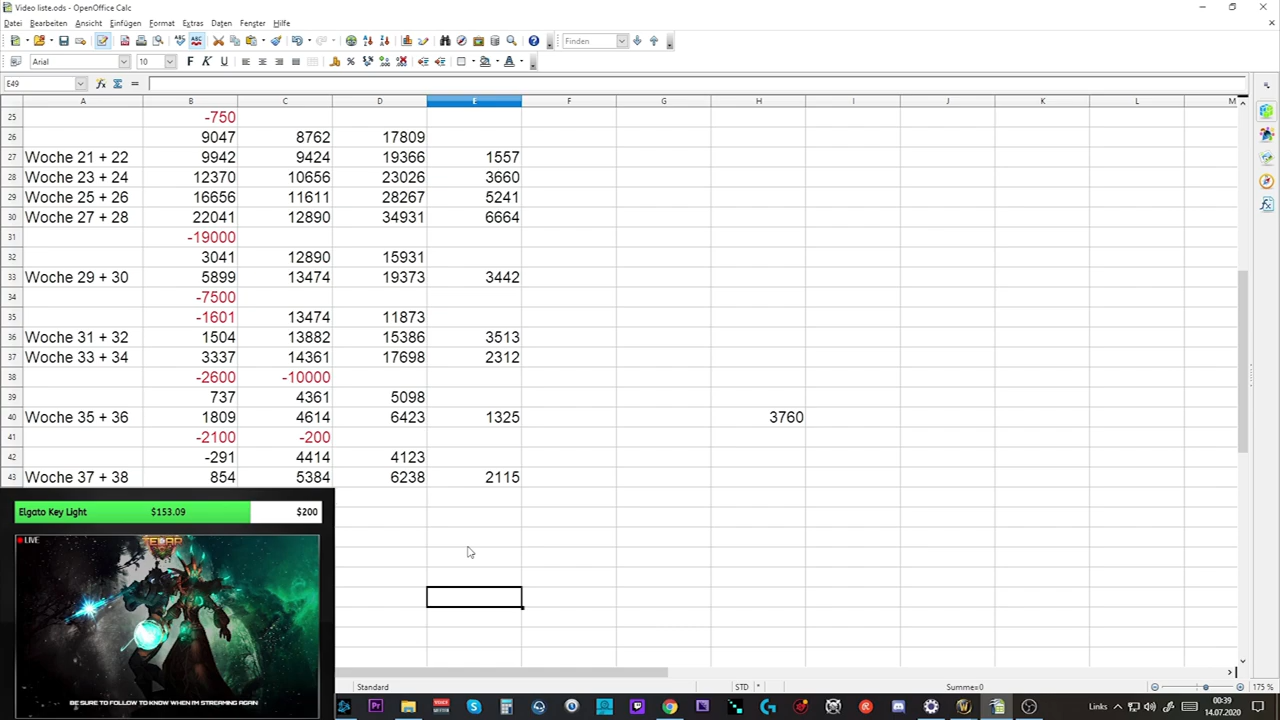 Video liste.ods - OpenOffice Calc
Datei Bearbeiten Ansicht Einfügen Format Extras Daten Fenster Hilfe
Finden
Arial 10
E49
A B C D E F G H I J K L M
25 -750
26 9047 8762 17809
27 Woche 21 + 22 9942 9424 19366 1557
28 Woche 23 + 24 12370 10656 23026 3660
29 Woche 25 + 26 16656 11611 28267 5241
30 Woche 27 + 28 22041 12890 34931 6664
31 -19000
32 3041 12890 15931
33 Woche 29 + 30 5899 13474 19373 3442
34 -7500
35 -1601 13474 11873
36 Woche 31 + 32 1504 13882 15386 3513
37 Woche 33 + 34 3337 14361 17698 2312
38 -2600 -10000
39 737 4361 5098
40 Woche 35 + 36 1809 4614 6423 1325 3760
41 -2100 -200
42 -291 4414 4123
43 Woche 37 + 38 854 5384 6238 2115
Elgato Key Light $153.09 $200
LIVE
BE SURE TO FOLLOW TO KNOW WHEN I'M STREAMING AGAIN
Standard STD * Summe=0 175 %
Links 00:39
14.07.2020